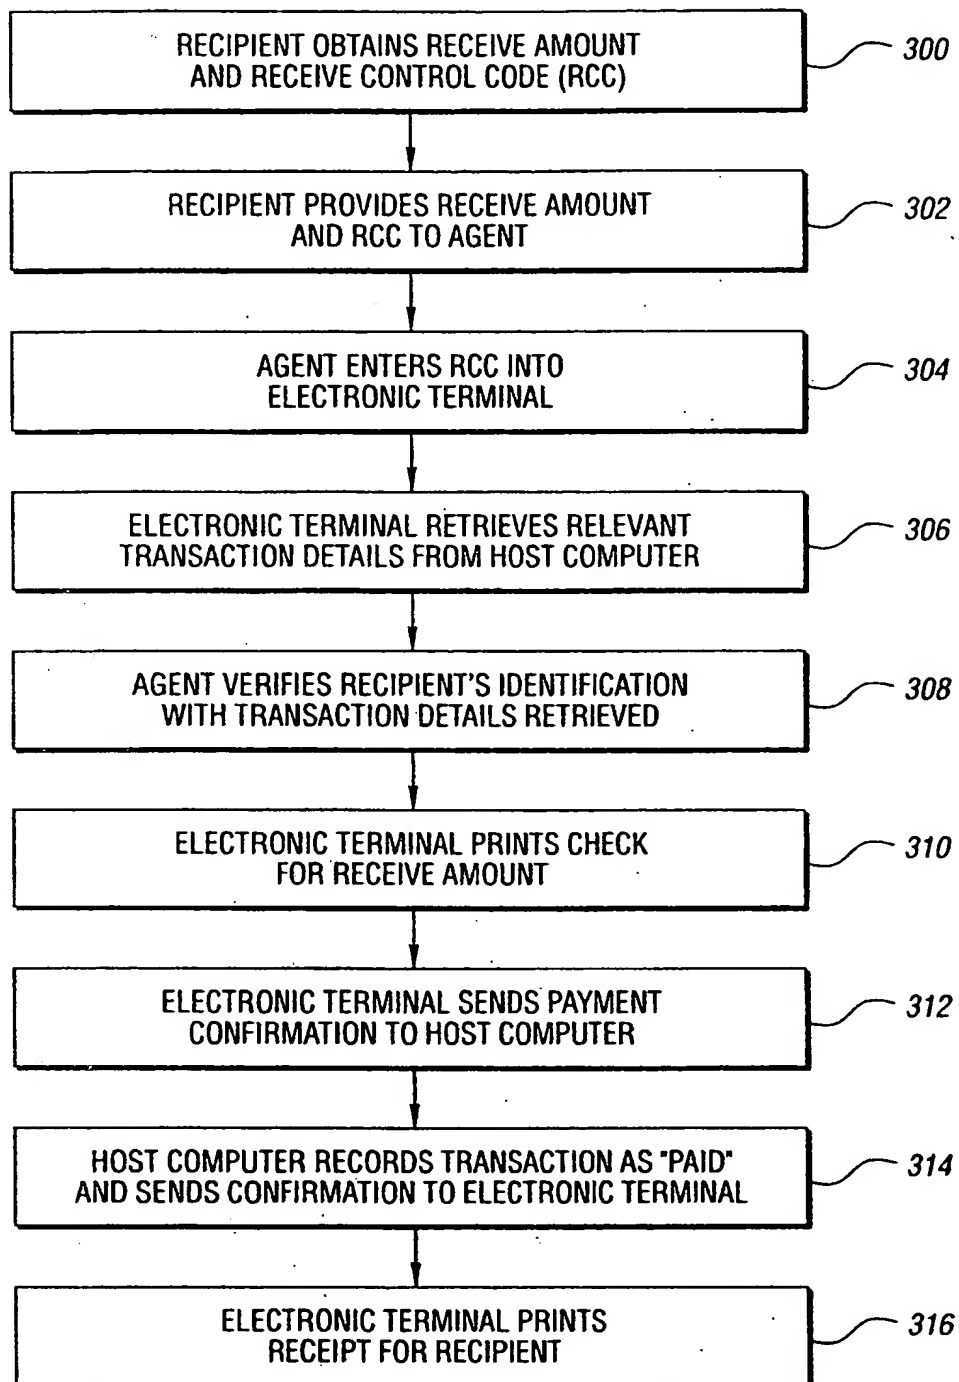 RECIPIENT OBTAINS RECEIVE AMOUNT
AND RECEIVE CONTROL CODE (RCC)
300
RECIPIENT PROVIDES RECEIVE AMOUNT
AND RCC TO AGENT
302
AGENT ENTERS RCC INTO
ELECTRONIC TERMINAL
304
ELECTRONIC TERMINAL RETRIEVES RELEVANT
TRANSACTION DETAILS FROM HOST COMPUTER
306
AGENT VERIFIES RECIPIENT'S IDENTIFICATION
WITH TRANSACTION DETAILS RETRIEVED
308
ELECTRONIC TERMINAL PRINTS CHECK
FOR RECEIVE AMOUNT
310
ELECTRONIC TERMINAL SENDS PAYMENT
CONFIRMATION TO HOST COMPUTER
312
HOST COMPUTER RECORDS TRANSACTION AS "PAID"
AND SENDS CONFIRMATION TO ELECTRONIC TERMINAL
314
ELECTRONIC TERMINAL PRINTS
RECEIPT FOR RECIPIENT
316